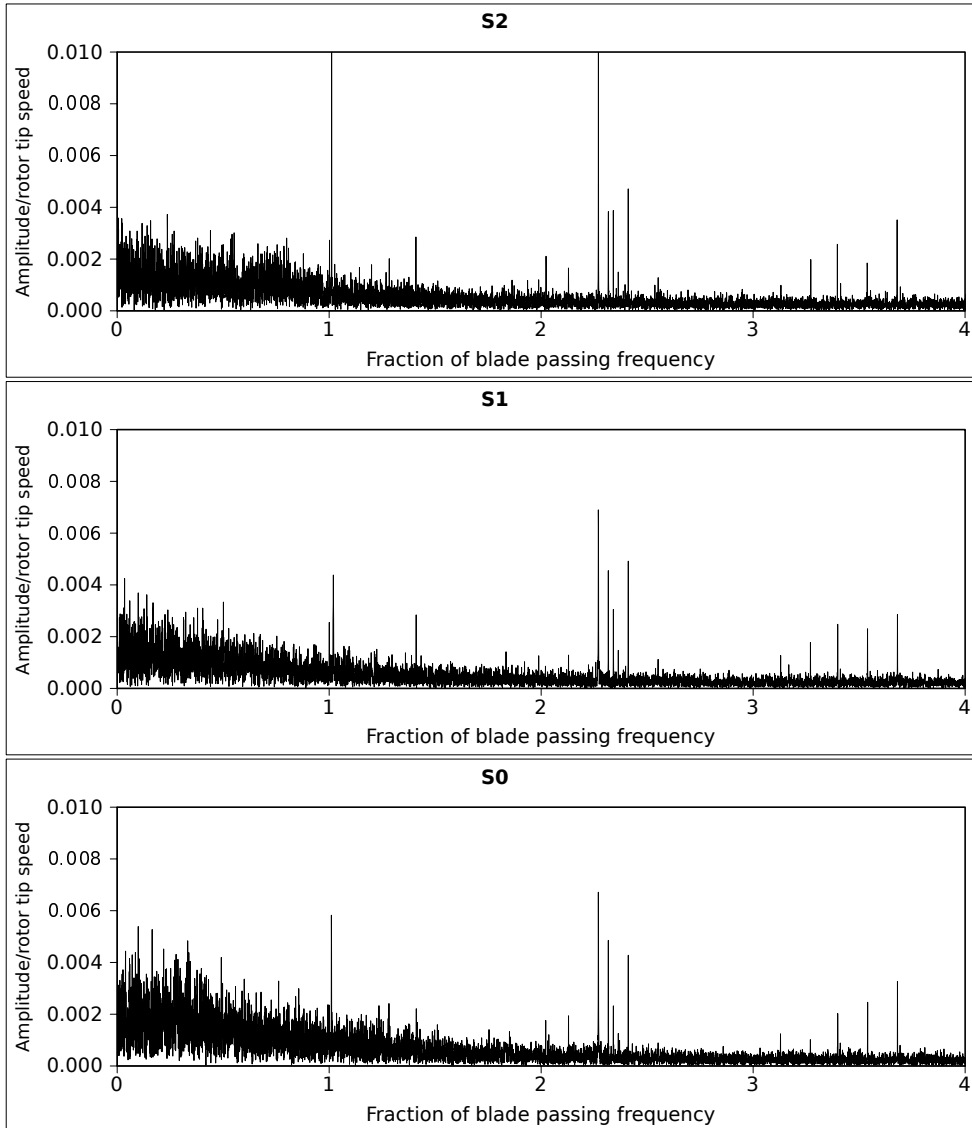 S2
Amplitude/rotor tip speed
0.010
0.008
0.006
0.004
0.002
0.000
0 1 2 3 4
Fraction of blade passing frequency
S1
Amplitude/rotor tip speed
0.010
0.008
0.006
0.004
0.002
0.000
0 1 2 3 4
Fraction of blade passing frequency
S0
Amplitude/rotor tip speed
0.010
0.008
0.006
0.004
0.002
0.000
0 1 2 3 4
Fraction of blade passing frequency